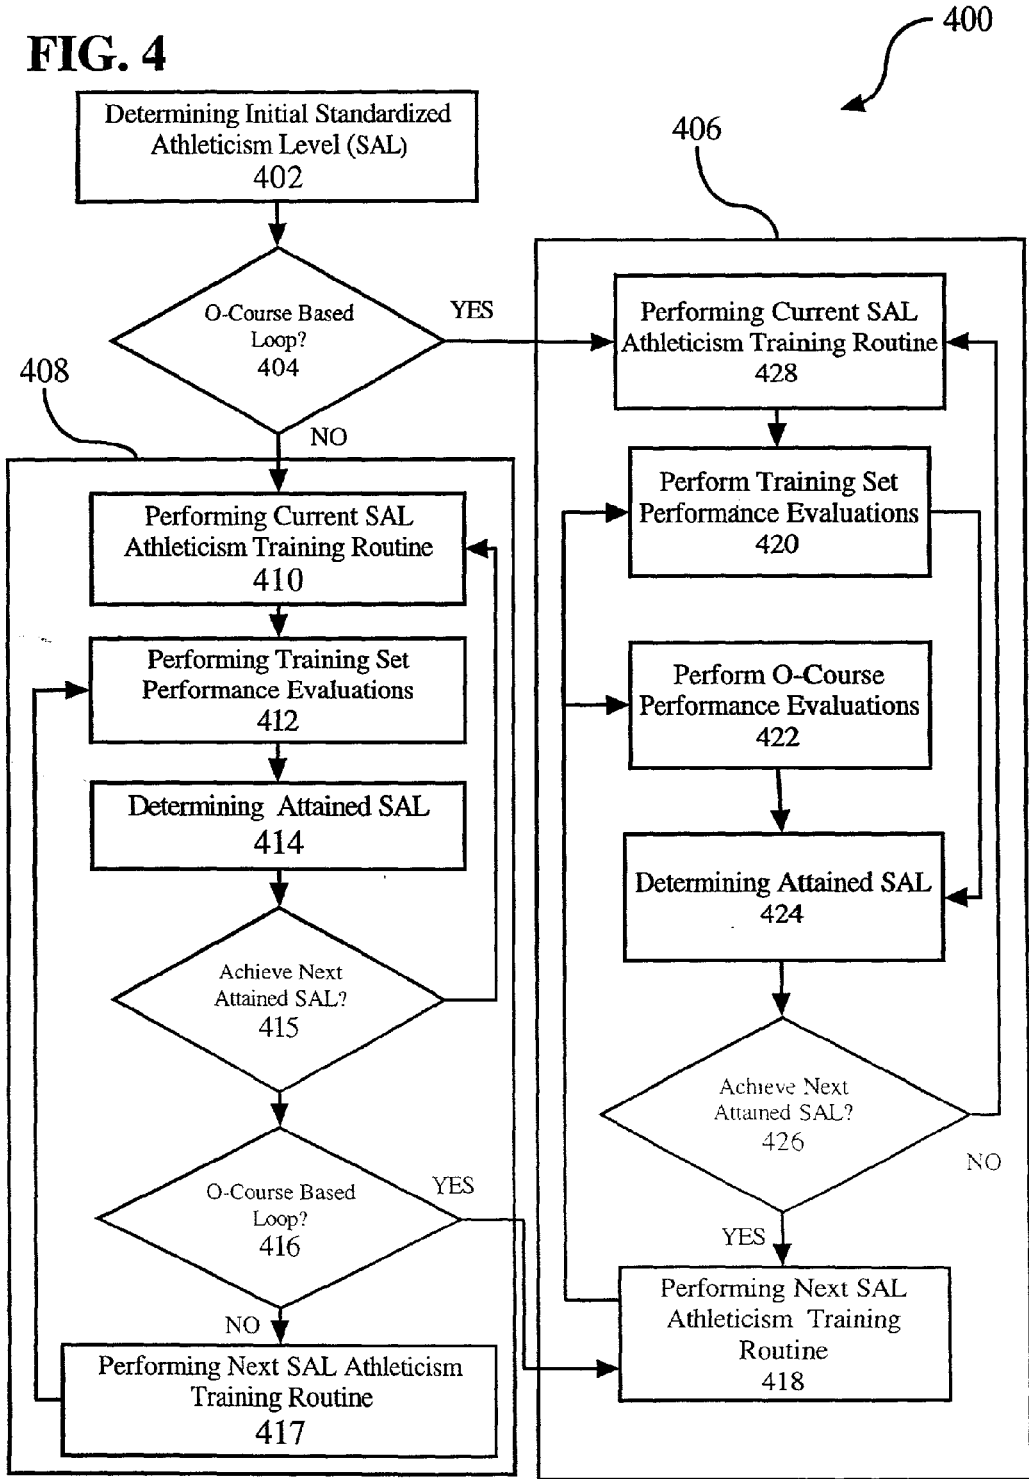 FIG. 4
400
Determining Initial Standardized
Athleticism Level (SAL)
402
406
O-Course Based
Loop?
404
YES
NO
408
Performing Current SAL
Athleticism Training Routine
410
Performing Training Set
Performance Evaluations
412
Determining Attained SAL
414
Achieve Next
Attained SAL?
415
O-Course Based
Loop?
416
YES
NO
Performing Next SAL Athleticism
Training Routine
417
Performing Current SAL
Athleticism Training Routine
428
Perform Training Set
Performance Evaluations
420
Perform O-Course
Performance Evaluations
422
Determining Attained SAL
424
Achieve Next
Attained SAL?
426
NO
YES
Performing Next SAL
Athleticism Training
Routine
418